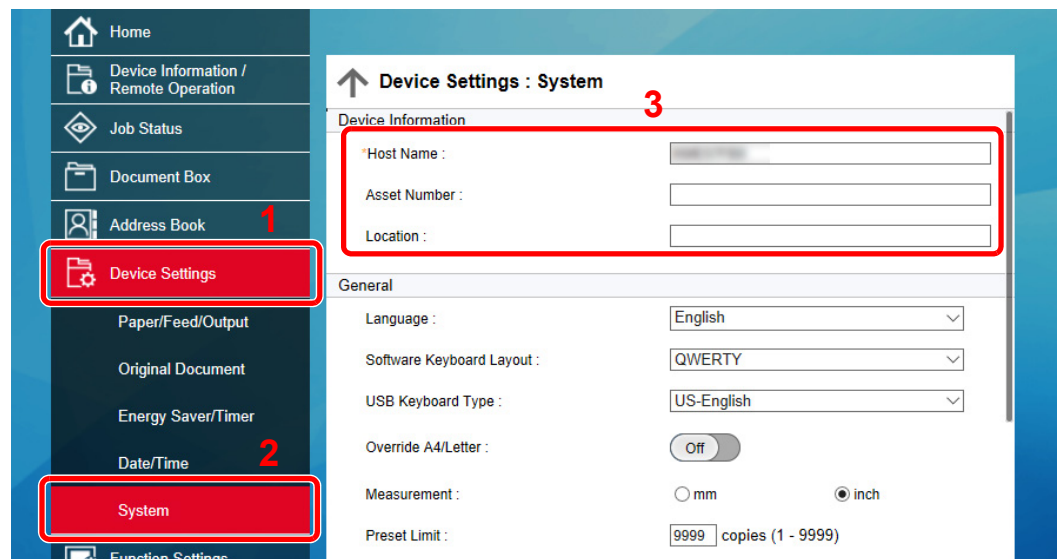 Home
Device Information /
Remote Operation
Job Status
Document Box
1
Address Book
Device Settings
Paper/Feed/Output
Original Document
Energy Saver/Timer
2
Date/Time
System
Function Settings
Device Settings : System
3
Device Information
*Host Name :
Asset Number :
Location :
General
Language : English
Software Keyboard Layout : QWERTY
USB Keyboard Type : US-English
Override A4/Letter : Off
Measurement : mm inch
Preset Limit : 9999 copies (1 - 9999)